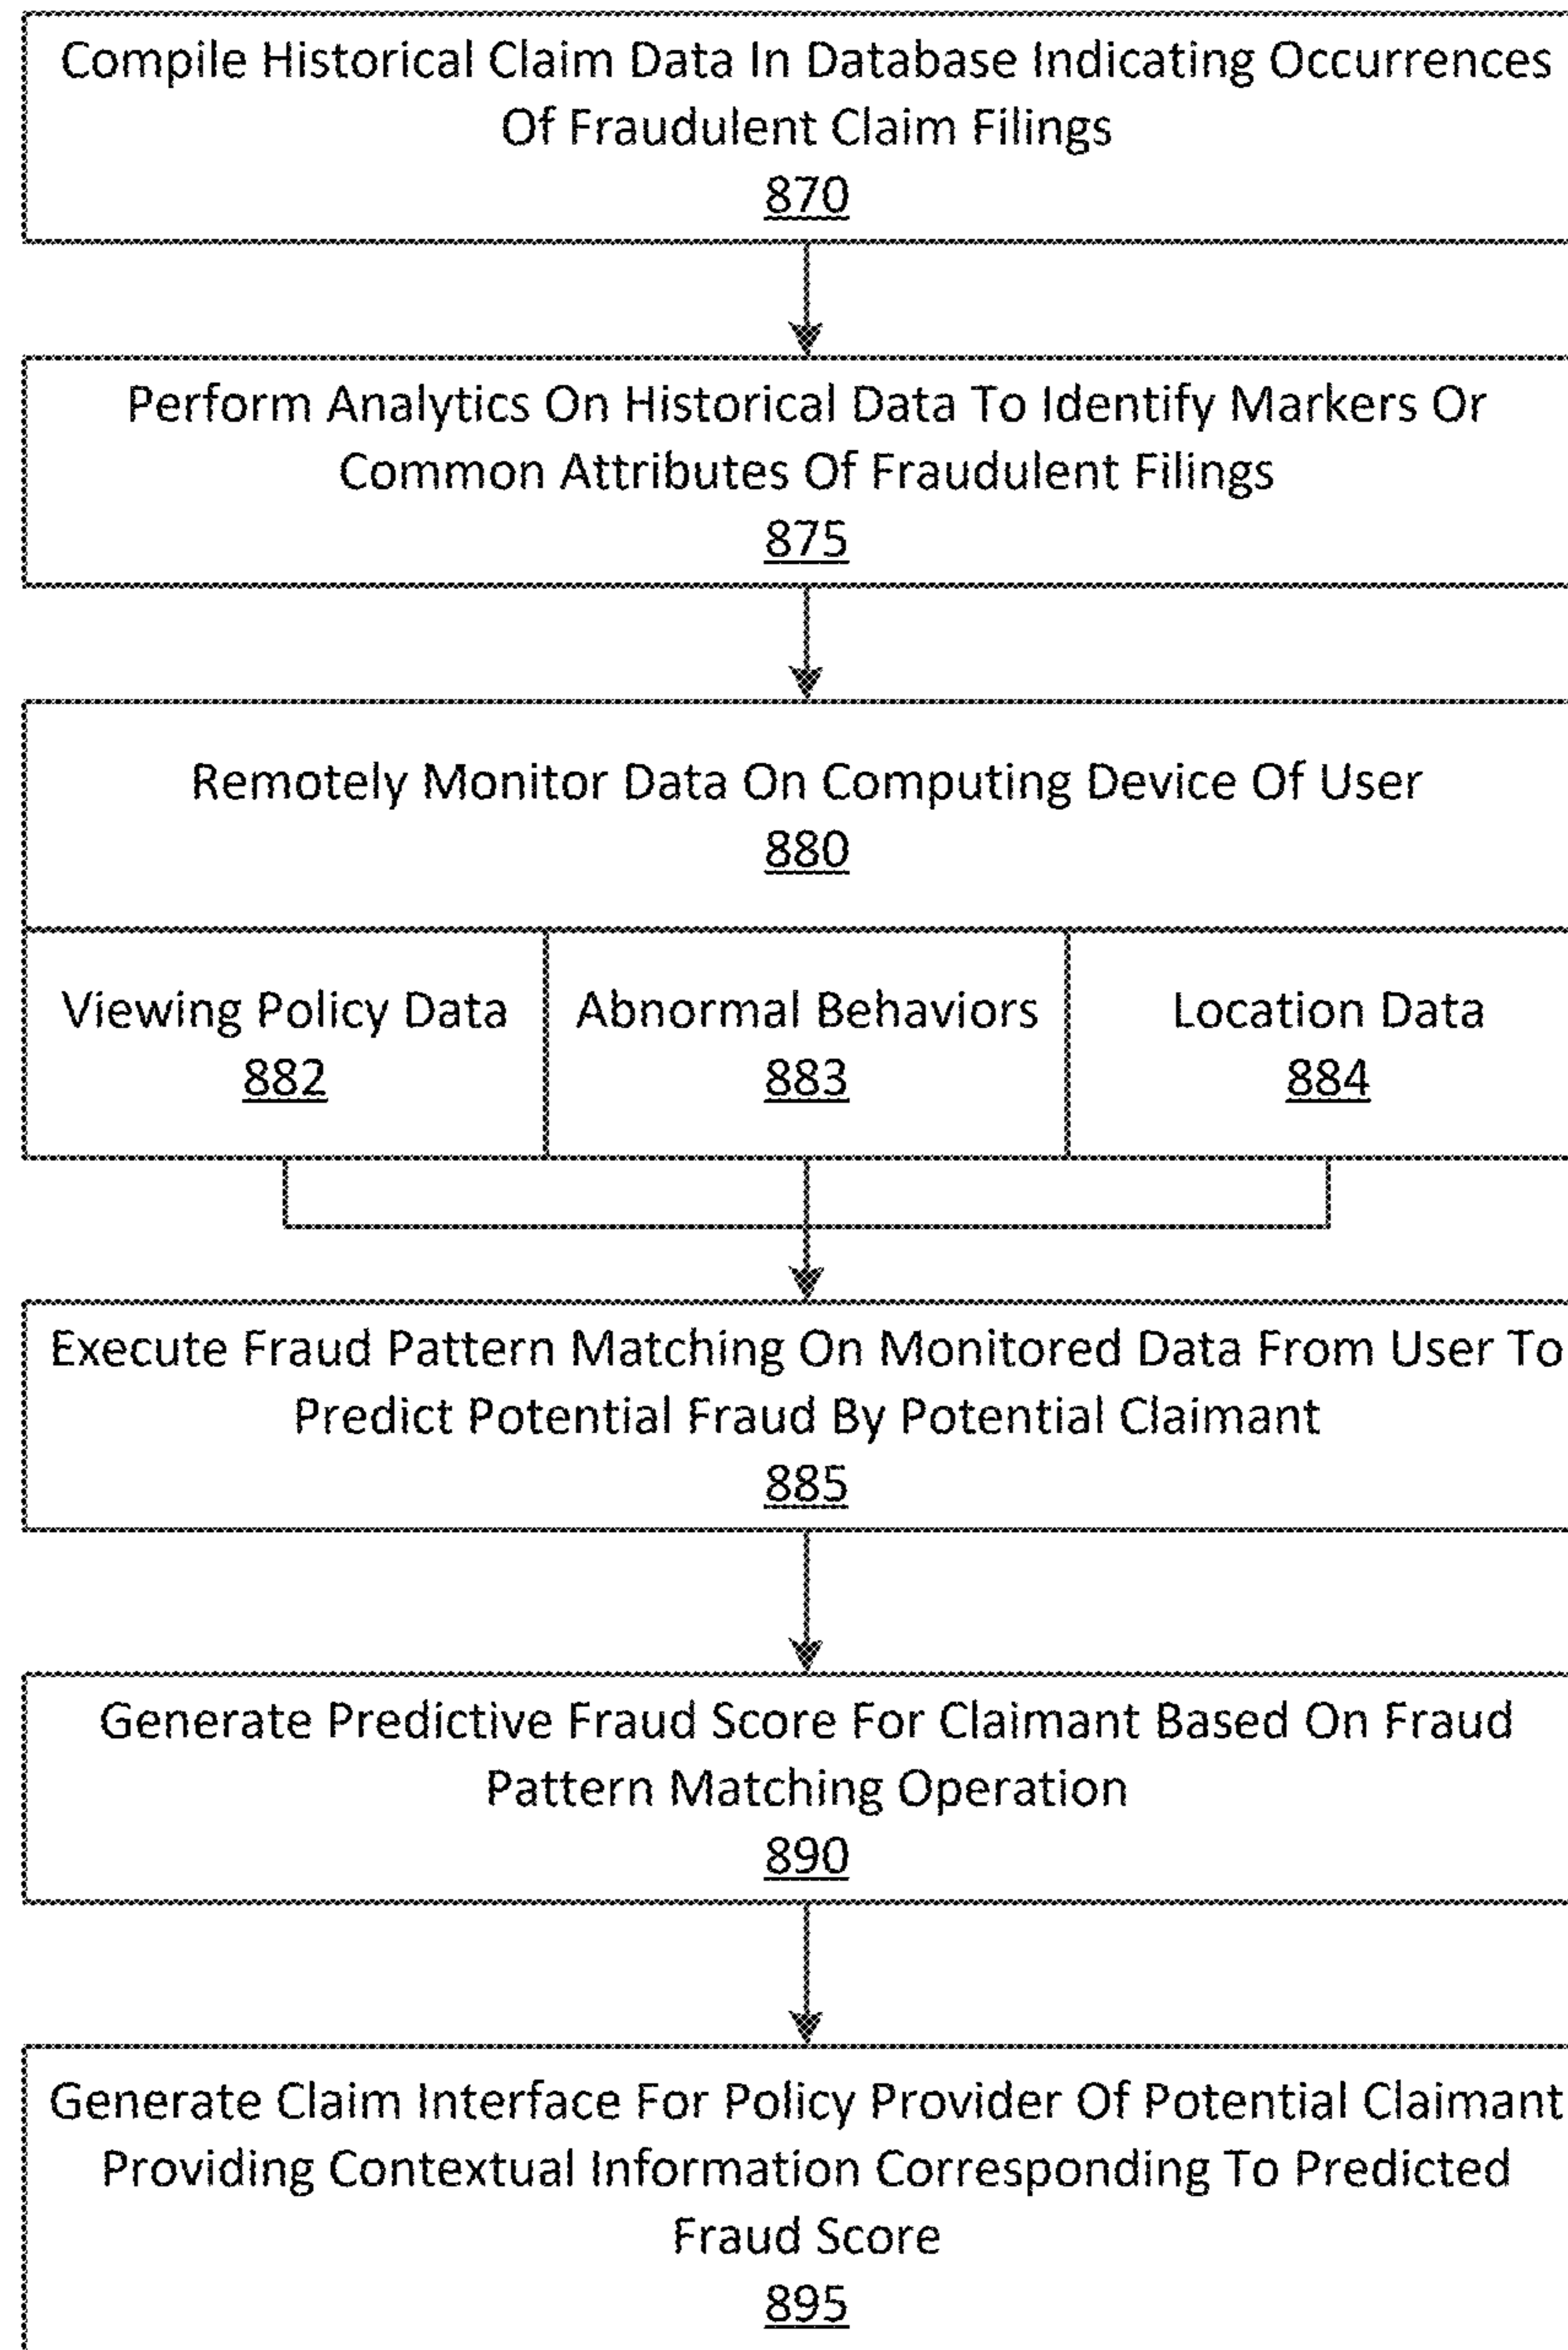 Compile Historical Claim Data In Database Indicating Occurrences
Of Fraudulent Claim Filings
870
Perform Analytics On Historical Data To Identify Markers Or
Common Attributes Of Fraudulent Filings
875
Remotely Monitor Data On Computing Device Of User
880
Viewing Policy Data
882
Abnormal Behaviors
883
Location Data
884
Execute Fraud Pattern Matching On Monitored Data From User To
Predict Potential Fraud By Potential Claimant
885
Generate Predictive Fraud Score For Claimant Based On Fraud
Pattern Matching Operation
890
Generate Claim Interface For Policy Provider Of Potential Claimant
Providing Contextual Information Corresponding To Predicted
Fraud Score
895